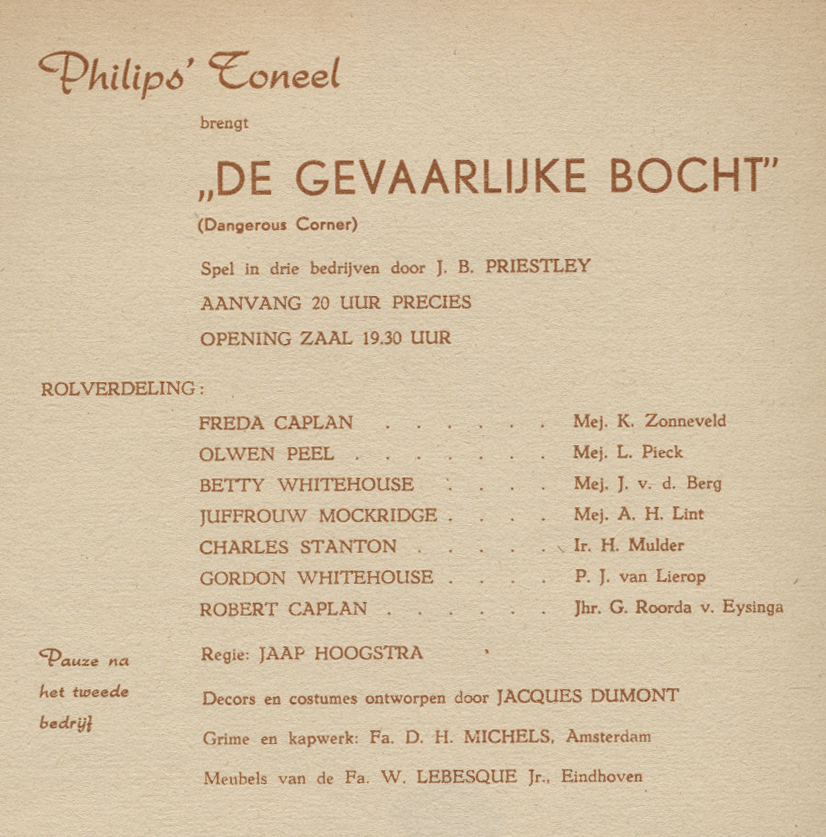 Philips' Toneel
brengt
„DE GEVAARLIJKE BOCHT”
(Dangerous Corner)
Spel in drie bedrijven door J. B. PRIESTLEY
AANVANG 20 UUR PRECIES
OPENING ZAAL 19.30 UUR
ROLVERDELING:
FREDA CAPLAN . . . . . . Mej. K. Zonneveld
OLWEN PEEL . . . . . . . Mej. L. Pieck
BETTY WHITEHOUSE . . . . Mej. J. v. d. Berg
JUFFROUW MOCKRIDGE . . . . Mej. A. H. Lint
CHARLES STANTON . . . . . Ir. H. Mulder
GORDON WHITEHOUSE . . . . P. J. van Lierop
ROBERT CAPLAN . . . . . . Jhr. G. Roorda v. Eysinga
Pauze na
het tweede
bedrijf
Regie: JAAP HOOGSTRA
Decors en costumes ontworpen door JACQUES DUMONT
Grime en kapwerk: Fa. D. H. MICHELS, Amsterdam
Meubels van de Fa. W. LEBESQUE Jr., Eindhoven